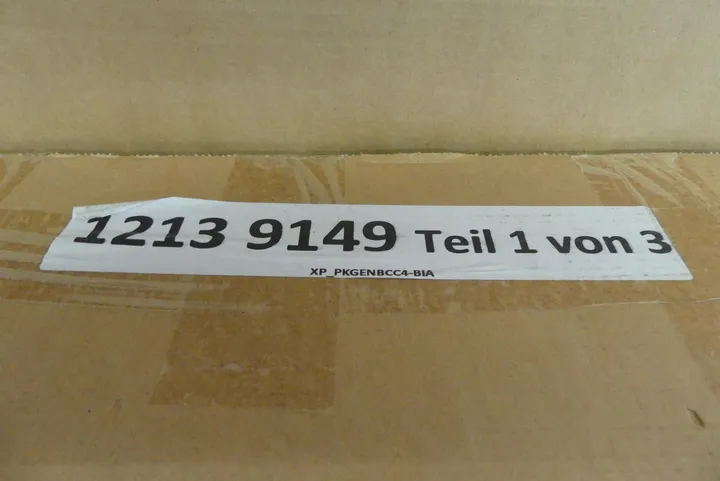 1213 9149 Teil 1 von 3
XP_PKGENBCC4-BIA